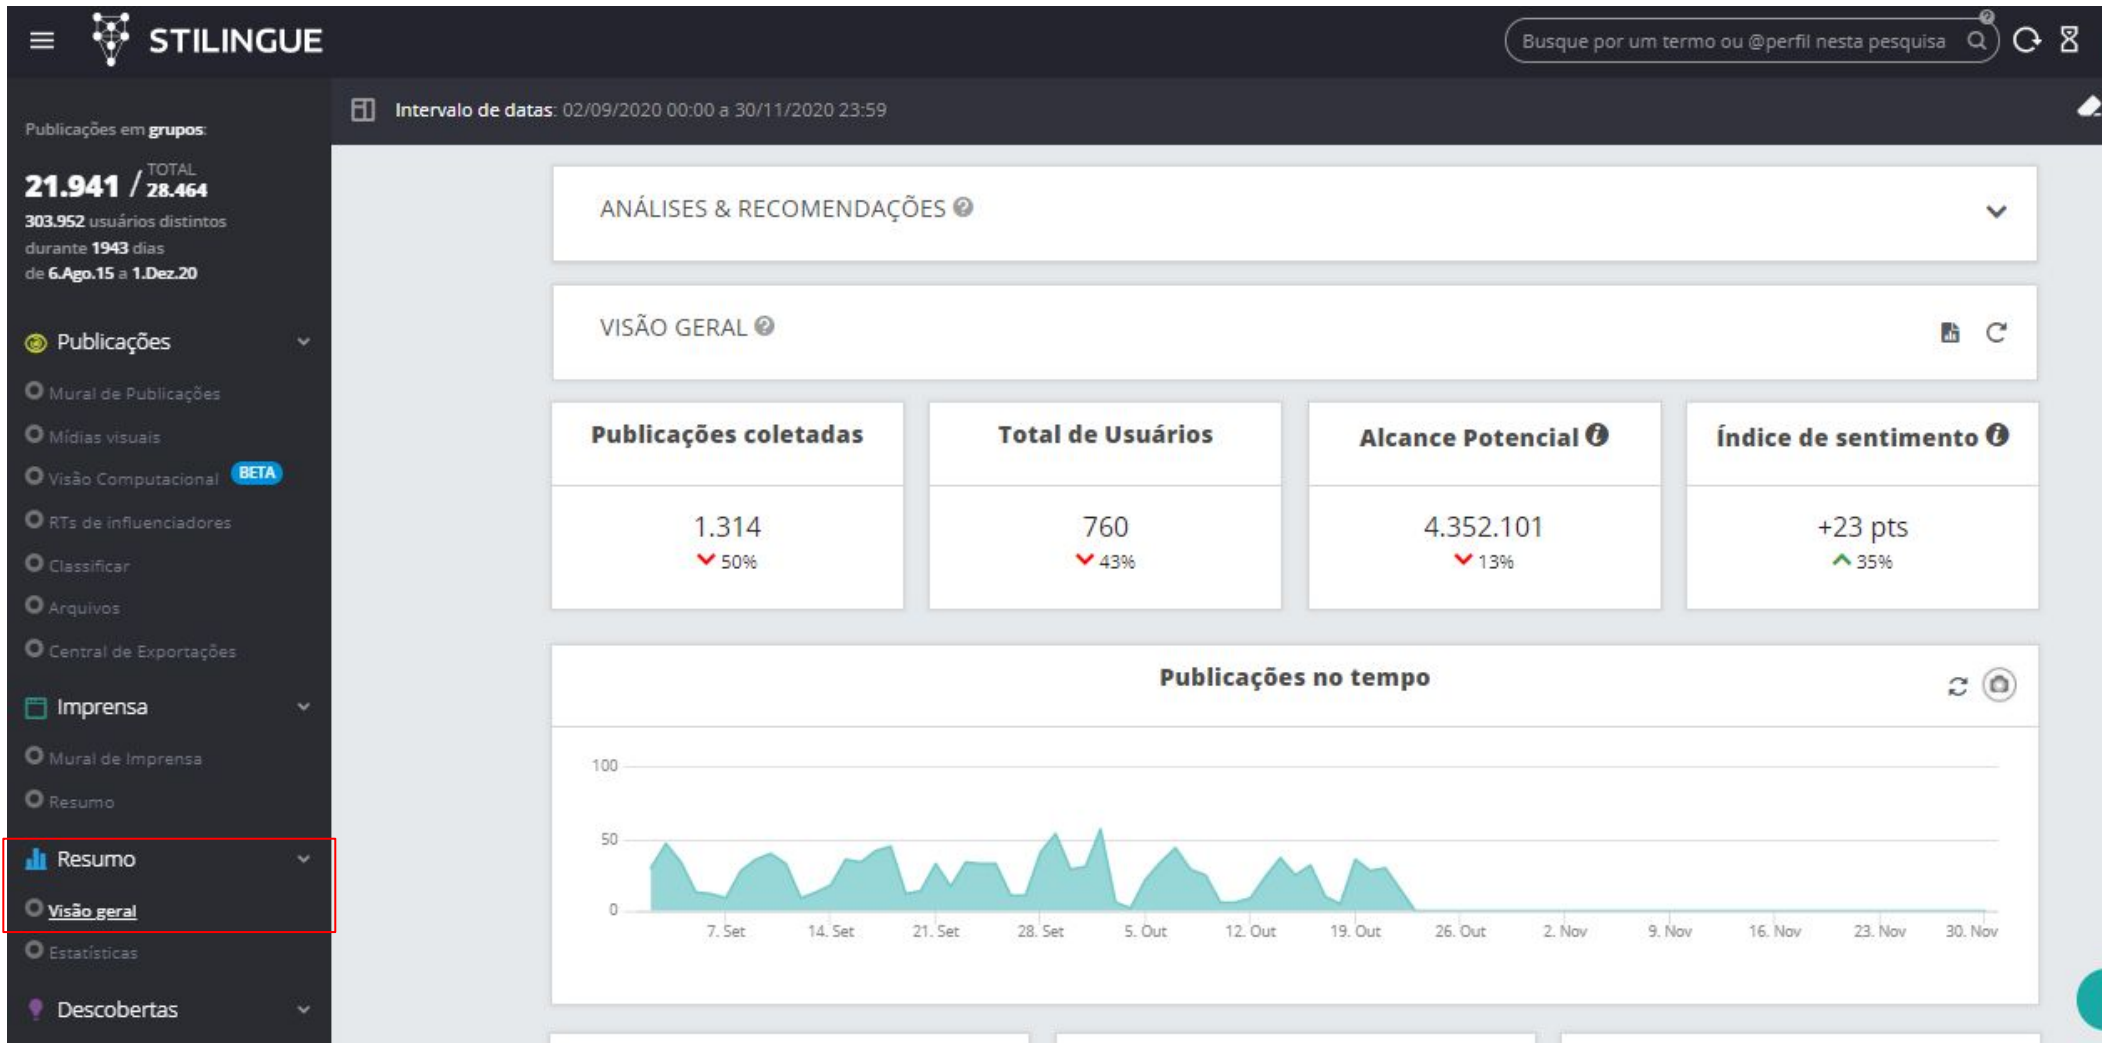 STILINGUE
Busque por um termo ou @perfil nesta pesquisa
Intervalo de datas: 02/09/2020 00:00 a 30/11/2020 23:59
Publicações em grupos:
21.941 / TOTAL 28.464
303.952 usuários distintos
durante 1943 dias
de 6.Ago.15 a 1.Dez.20
Publicações
Mural de Publicações
Mídias visuais
Visão Computacional BETA
RTs de influenciadores
Classificar
Arquivos
Central de Exportações
Imprensa
Mural de Imprensa
Resumo
Resumo
Visão geral
Estatísticas
Descobertas
ANÁLISES & RECOMENDAÇÕES ?
VISÃO GERAL ?
Publicações coletadas
1.314
50%
Total de Usuários
760
43%
Alcance Potencial i
4.352.101
13%
Índice de sentimento i
+23 pts
35%
Publicações no tempo
100
50
0
7. Set 14. Set 21. Set 28. Set 5. Out 12. Out 19. Out 26. Out 2. Nov 9. Nov 16. Nov 23. Nov 30. Nov